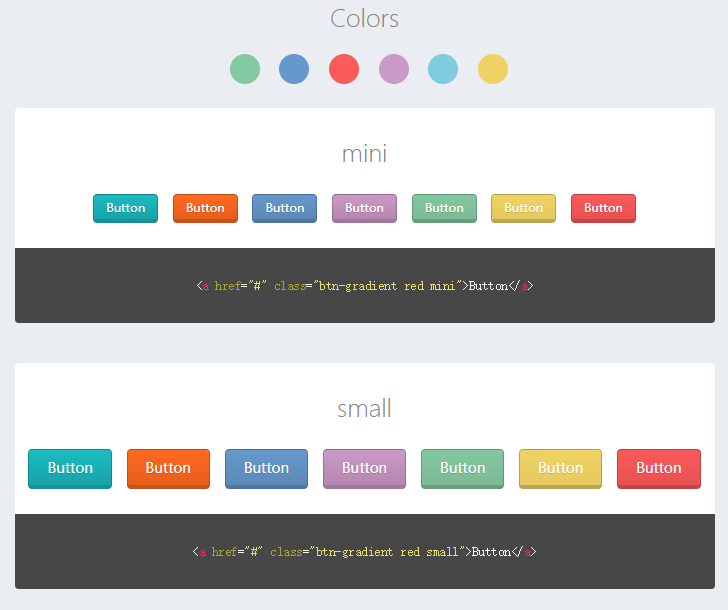 Colors
mini
Button Button Button Button Button Button Button
<a href="#" class="btn-gradient red mini">Button</a>
small
Button Button Button Button Button Button Button
<a href="#" class="btn-gradient red small">Button</a>